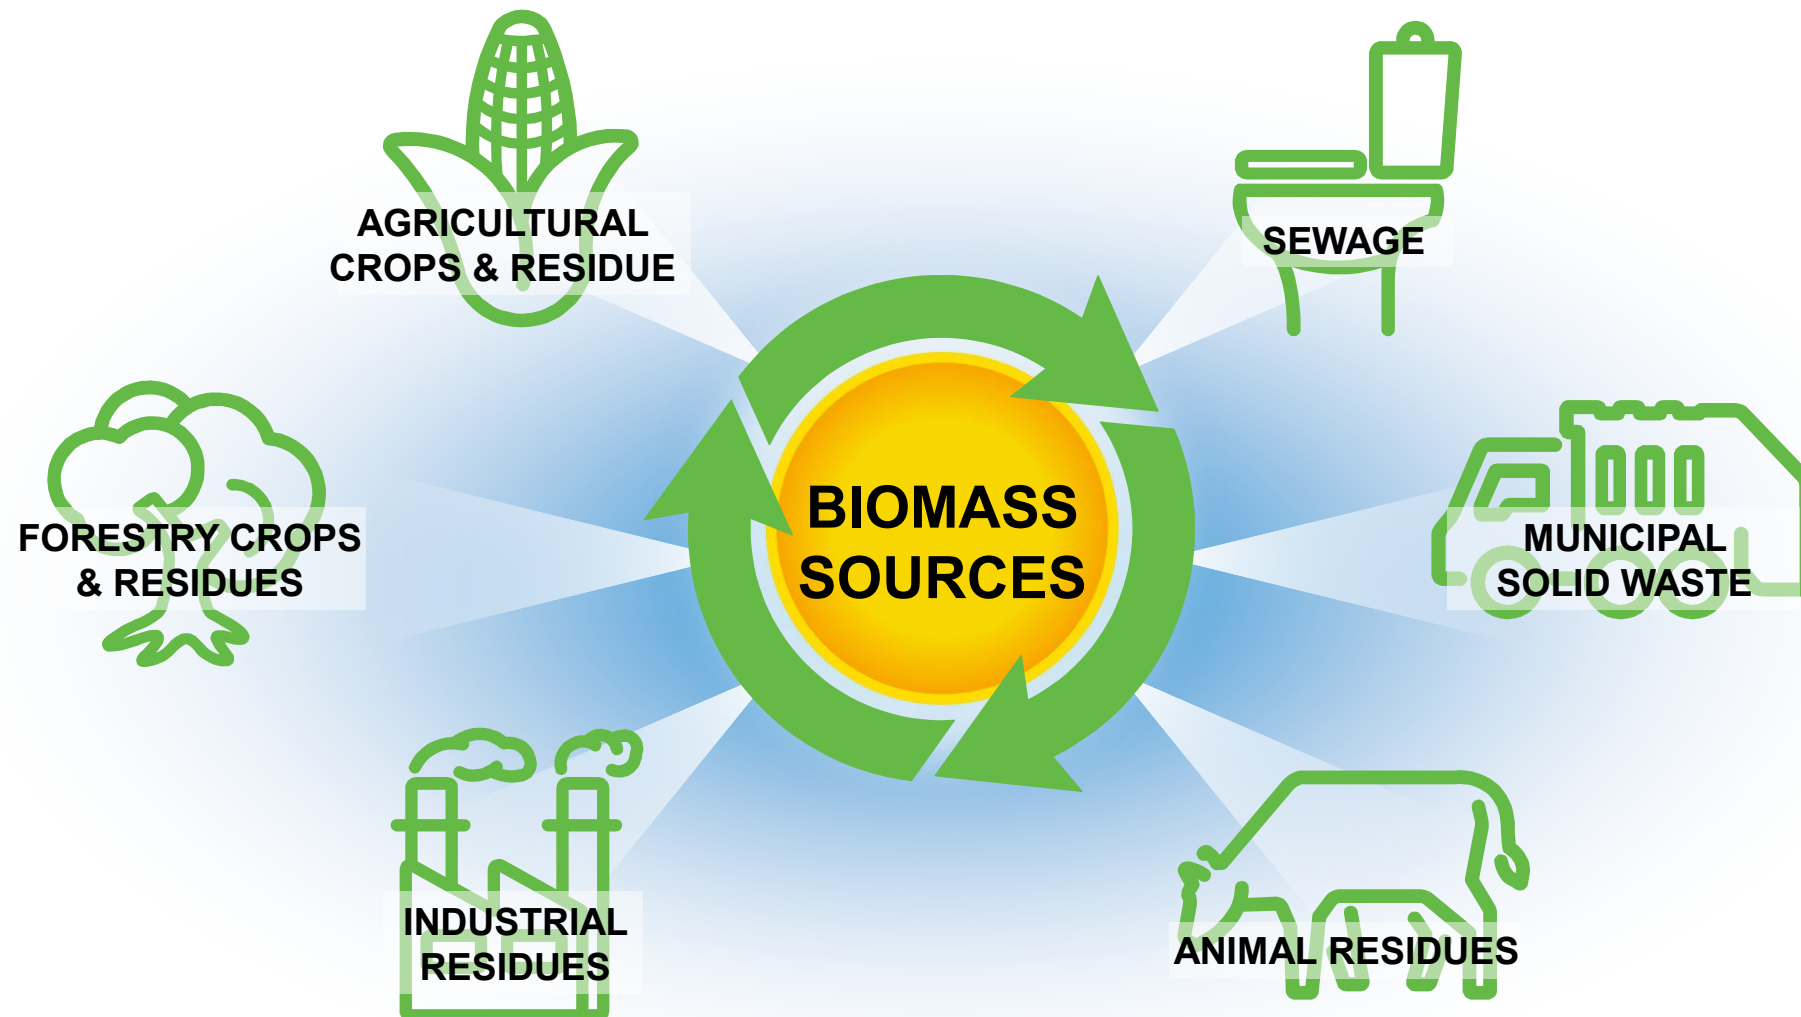 AGRICULTURAL
CROPS & RESIDUE
SEWAGE
FORESTRY CROPS
& RESIDUES
BIOMASS
SOURCES
MUNICIPAL
SOLID WASTE
INDUSTRIAL
RESIDUES
ANIMAL RESIDUES